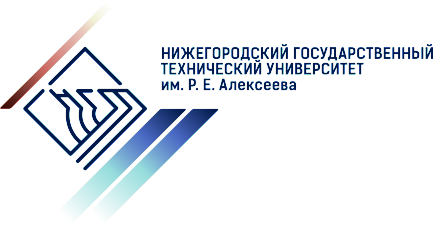 НИЖЕГОРОДСКИЙ ГОСУДАРСТВЕННЫЙ
ТЕХНИЧЕСКИЙ УНИВЕРСИТЕТ
им. Р. Е. Алексеева